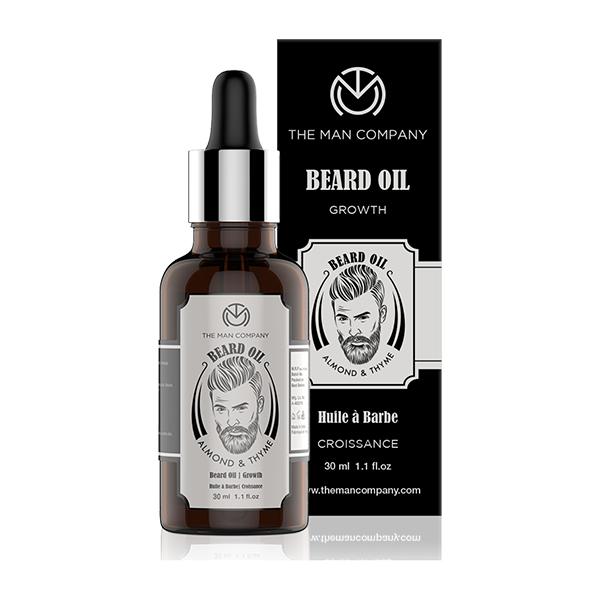 THE MAN COMPANY
BEARD OIL
GROWTH
BEARD OIL
ALMOND & THYME
Huile à Barbe
CROISSANCE
30 ml 1.1 fl.oz
www.themancompany.com
THE MAN COMPANY
BEARD OIL
ALMOND & THYME
Beard Oil | Growth
Huile à Barbe| Croissance
30 ml 1.1 fl.oz